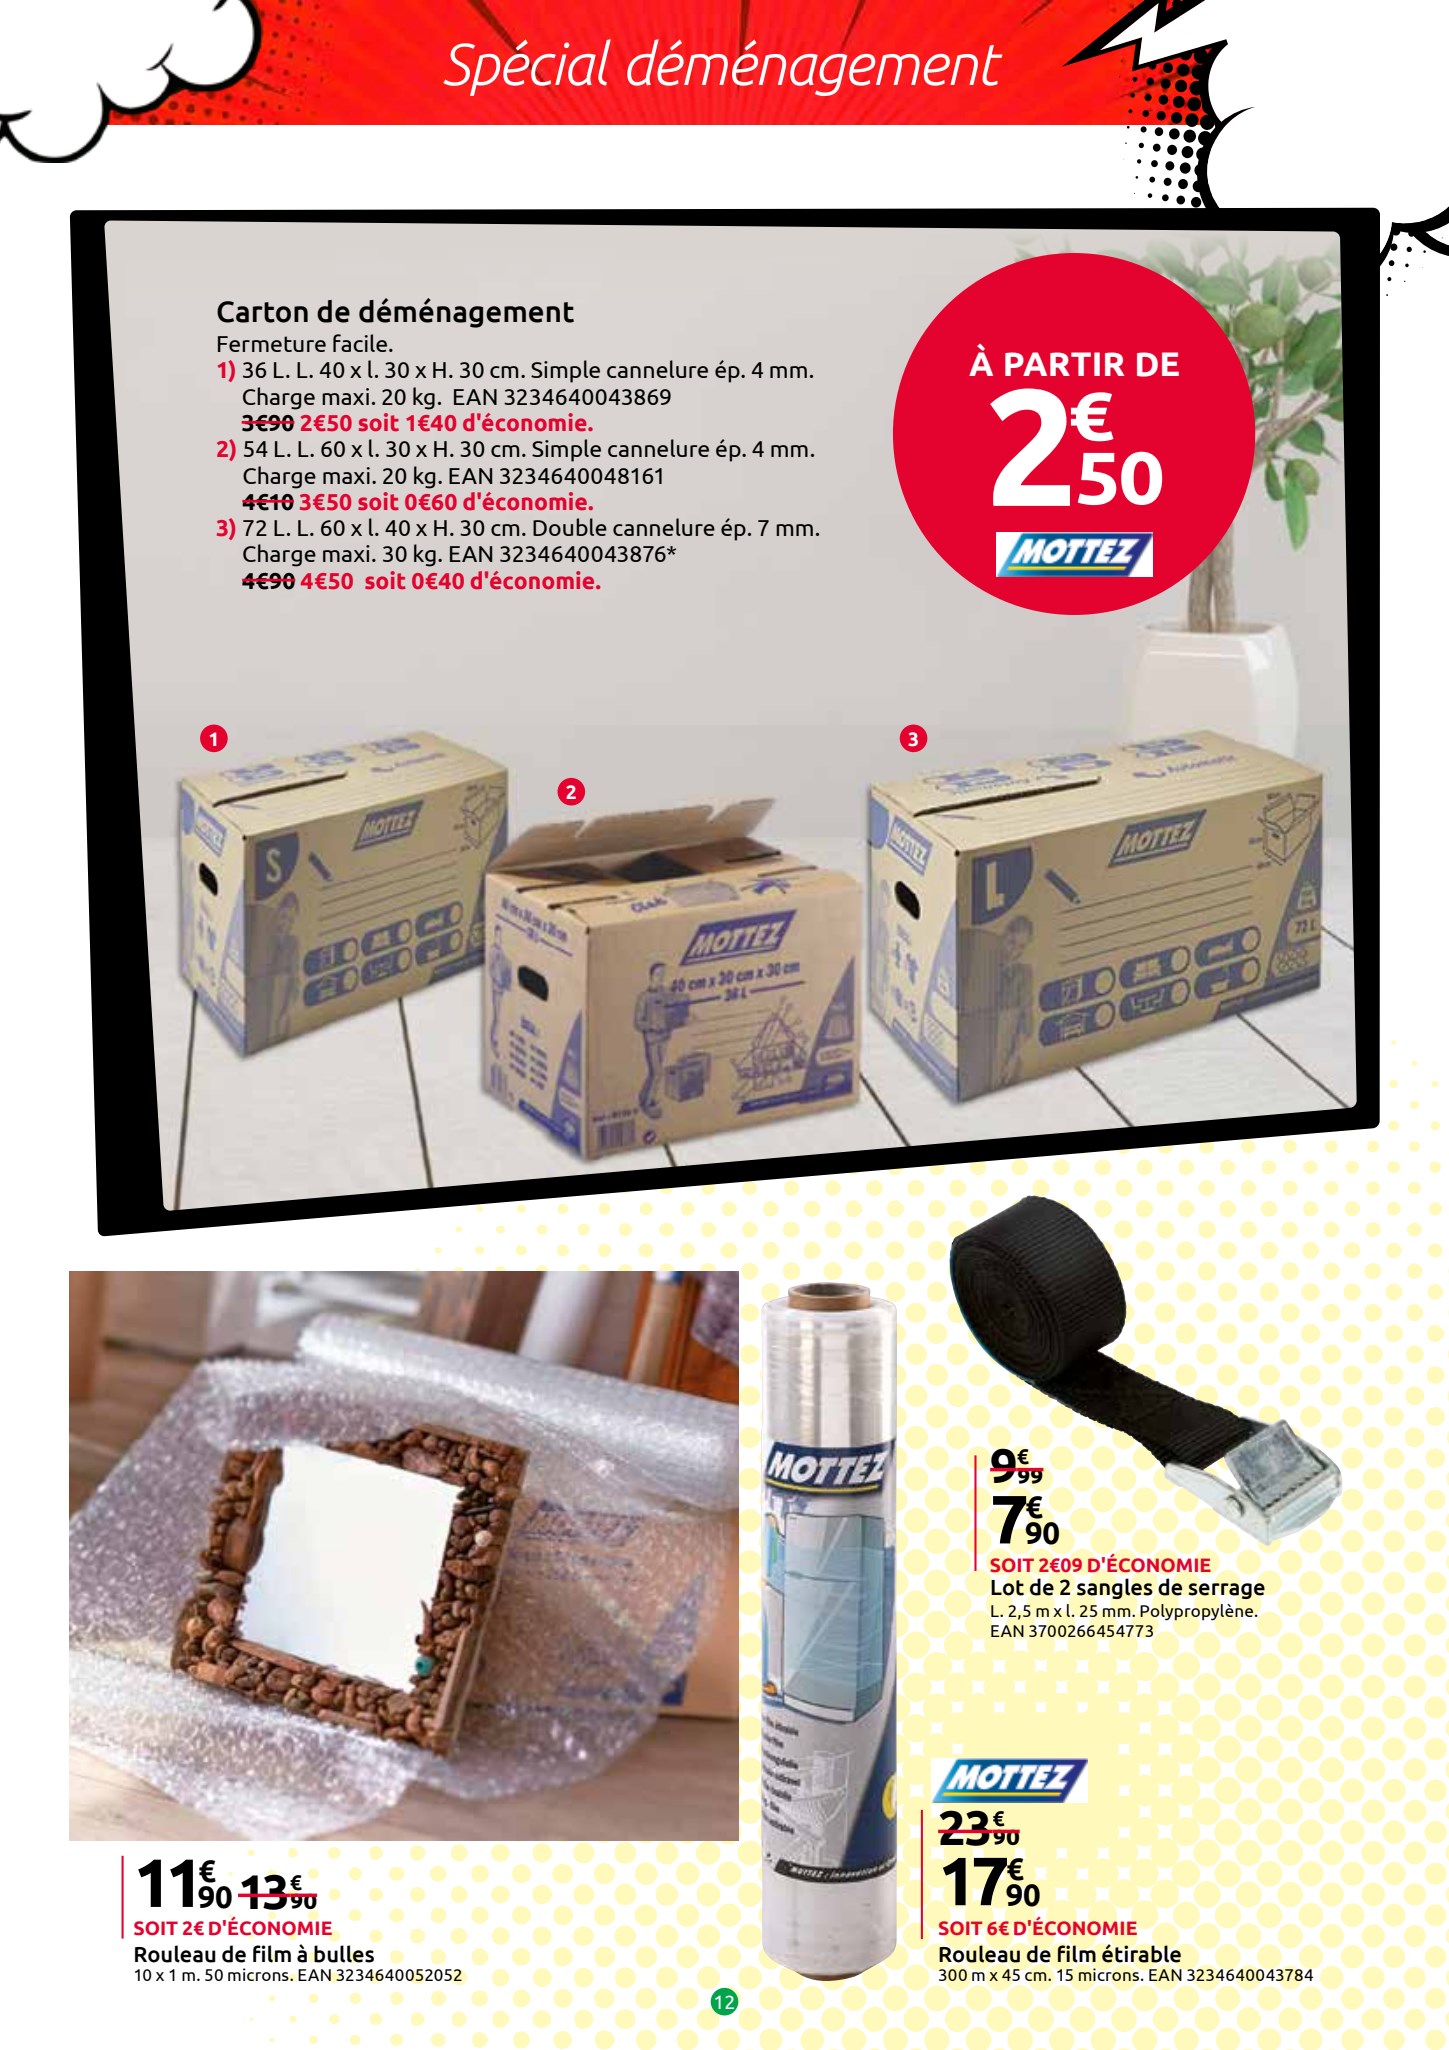 Spécial déménagement
Carton de déménagement
Fermeture facile.
1) 36 L. L. 40 x l. 30 x H. 30 cm. Simple cannelure ép. 4 mm.
Charge maxi. 20 kg. EAN 3234640043869
3€90 2€50 soit 1€40 d'économie.
2) 54 L. L. 60 x l. 30 x H. 30 cm. Simple cannelure ép. 4 mm.
Charge maxi. 20 kg. EAN 3234640048161
4€10 3€50 soit 0€60 d'économie.
3) 72 L. L. 60 x l. 40 x H. 30 cm. Double cannelure ép. 7 mm.
Charge maxi. 30 kg. EAN 3234640043876*
4€90 4€50 soit 0€40 d'économie.
À PARTIR DE
2€50
MOTTEZ
1
2
3
MOTTEZ
S
MOTTEZ
MOTTEZ
40 cm x 30 cm x 30 cm
36 L
MOTTEZ
L
MOTTEZ
Automatic
72 L
MOTTEZ
9€99
7€90
SOIT 2€09 D'ÉCONOMIE
Lot de 2 sangles de serrage
L. 2,5 m x l. 25 mm. Polypropylène.
EAN 3700266454773
MOTTEZ
23€90
17€90
SOIT 6€ D'ÉCONOMIE
Rouleau de film étirable
300 m x 45 cm. 15 microns. EAN 3234640043784
11€90 13€90
SOIT 2€ D'ÉCONOMIE
Rouleau de film à bulles
10 x 1 m. 50 microns. EAN 3234640052052
12